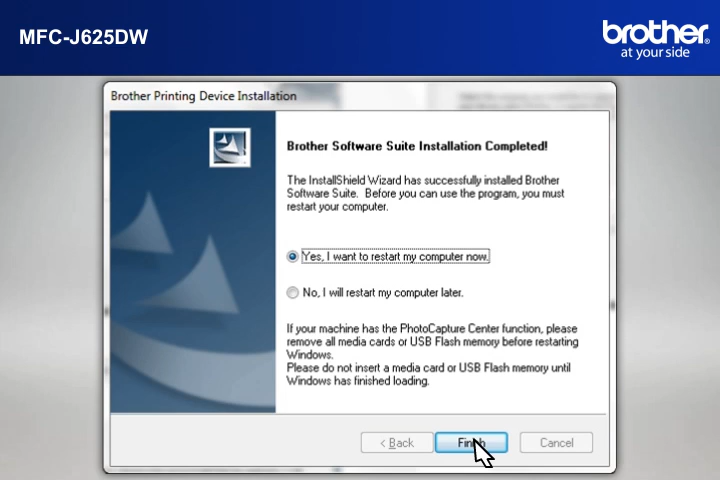 MFC-J625DW
brother
at your side
Brother Printing Device Installation
Brother Software Suite Installation Completed!
The InstallShield Wizard has successfully installed Brother
Software Suite. Before you can use the program, you must
restart your computer.
Yes, I want to restart my computer now.
No, I will restart my computer later.
If your machine has the PhotoCapture Center function, please
remove all media cards or USB Flash memory before restarting
Windows.
Please do not insert a media card or USB Flash memory until
Windows has finished loading.
< Back
Finish
Cancel